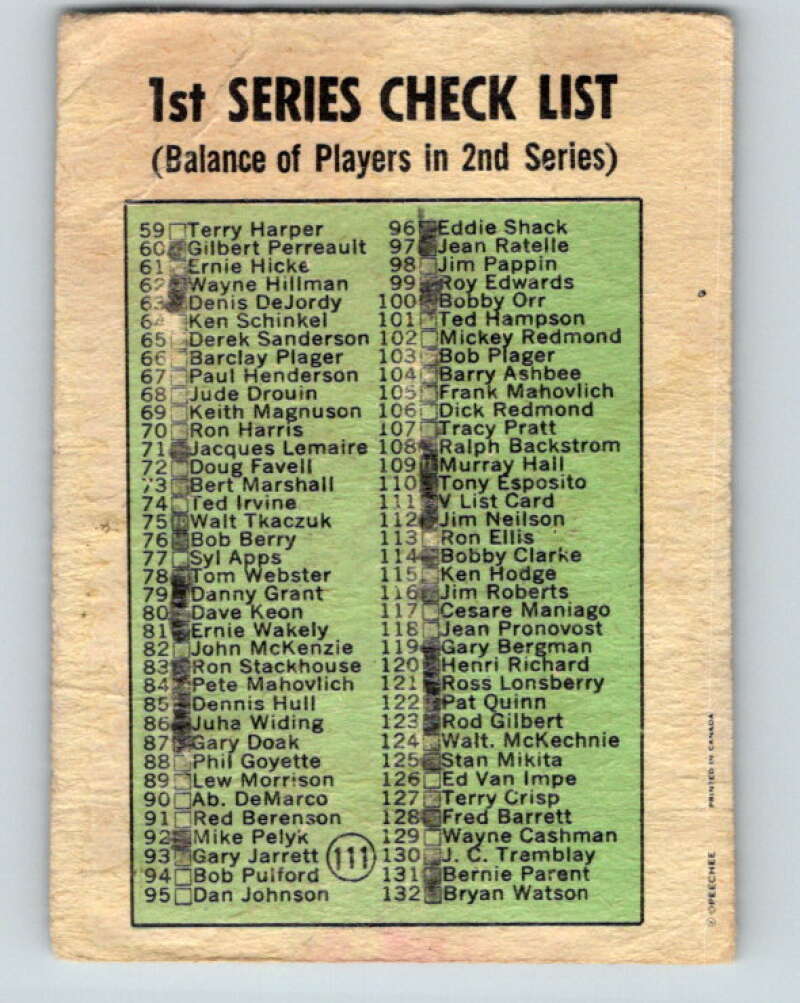 1st SERIES CHECK LIST
(Balance of Players in 2nd Series)
59 Terry Harper
60 Gilbert Perreault
61 Ernie Hicke
62 Wayne Hillman
63 Denis DeJordy
64 Ken Schinkel
65 Derek Sanderson
66 Barclay Plager
67 Paul Henderson
68 Jude Drouin
69 Keith Magnuson
70 Ron Harris
71 Jacques Lemaire
72 Doug Favell
73 Bert Marshall
74 Ted Irvine
75 Walt Tkaczuk
76 Bob Berry
77 Syl Apps
78 Tom Webster
79 Danny Grant
80 Dave Keon
81 Ernie Wakely
82 John McKenzie
83 Ron Stackhouse
84 Pete Mahovlich
85 Dennis Hull
86 Juha Widing
87 Gary Doak
88 Phil Goyette
89 Lew Morrison
90 Ab. DeMarco
91 Red Berenson
92 Mike Pelyk
93 Gary Jarrett
94 Bob Pulford
95 Dan Johnson
111
96 Eddie Shack
97 Jean Ratelle
98 Jim Pappin
99 Roy Edwards
100 Bobby Orr
101 Ted Hampson
102 Mickey Redmond
103 Bob Plager
104 Barry Ashbee
105 Frank Mahovlich
106 Dick Redmond
107 Tracy Pratt
108 Ralph Backstrom
109 Murray Hall
110 Tony Esposito
111 V List Card
112 Jim Neilson
113 Ron Ellis
114 Bobby Clarke
115 Ken Hodge
116 Jim Roberts
117 Cesare Maniago
118 Jean Pronovost
119 Gary Bergman
120 Henri Richard
121 Ross Lonsberry
122 Pat Quinn
123 Rod Gilbert
124 Walt. McKechnie
125 Stan Mikita
126 Ed Van Impe
127 Terry Crisp
128 Fred Barrett
129 Wayne Cashman
130 J. C. Tremblay
131 Bernie Parent
132 Bryan Watson
© OPEECHEE PRINTED IN CANADA